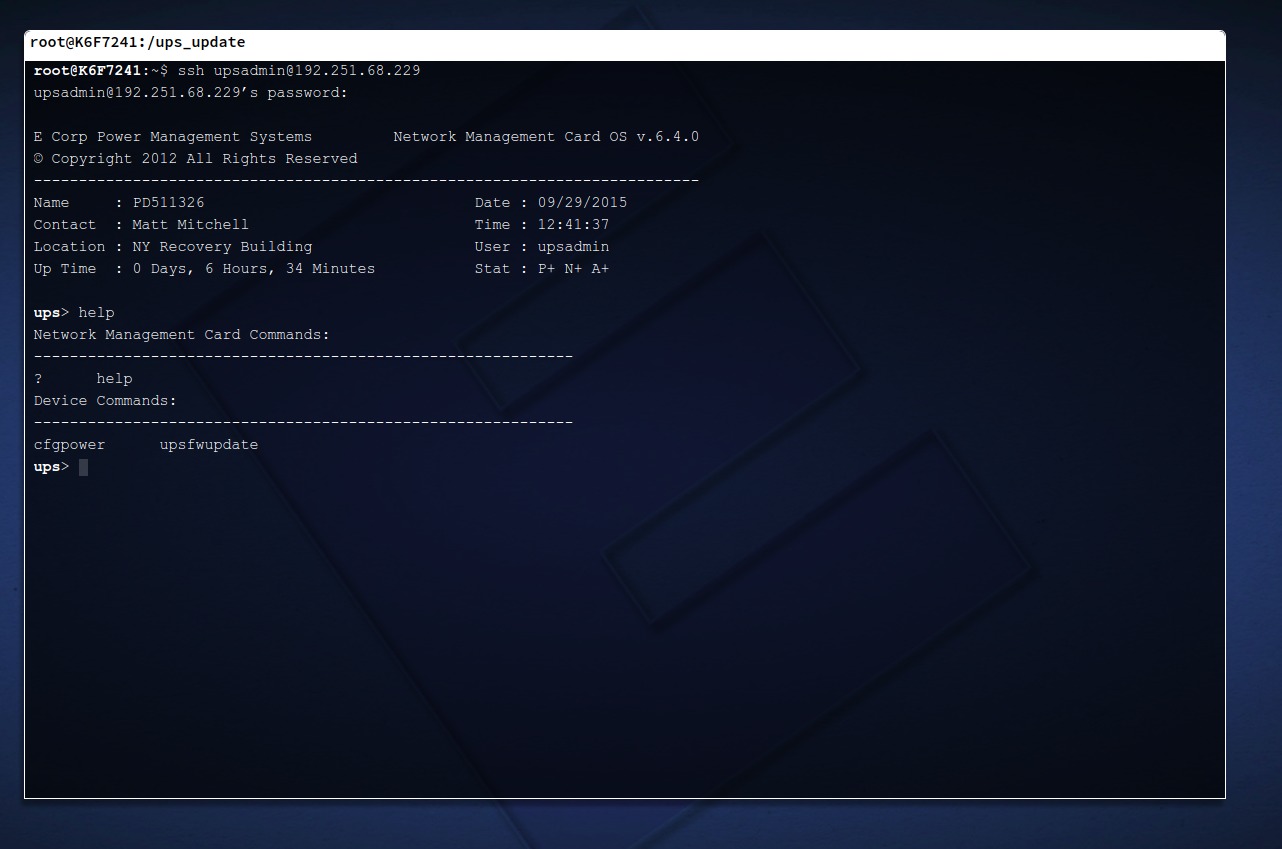 root@K6F7241:/ups_update
root@K6F7241:~$ ssh upsadmin@192.251.68.229
upsadmin@192.251.68.229’s password:
E Corp Power Management Systems Network Management Card OS v.6.4.0
© Copyright 2012 All Rights Reserved
--------------------------------------------------------------------------
Name : PD511326 Date : 09/29/2015
Contact : Matt Mitchell Time : 12:41:37
Location : NY Recovery Building User : upsadmin
Up Time : 0 Days, 6 Hours, 34 Minutes Stat : P+ N+ A+
ups> help
Network Management Card Commands:
------------------------------------------------------------
? help
Device Commands:
------------------------------------------------------------
cfgpower upsfwupdate
ups>